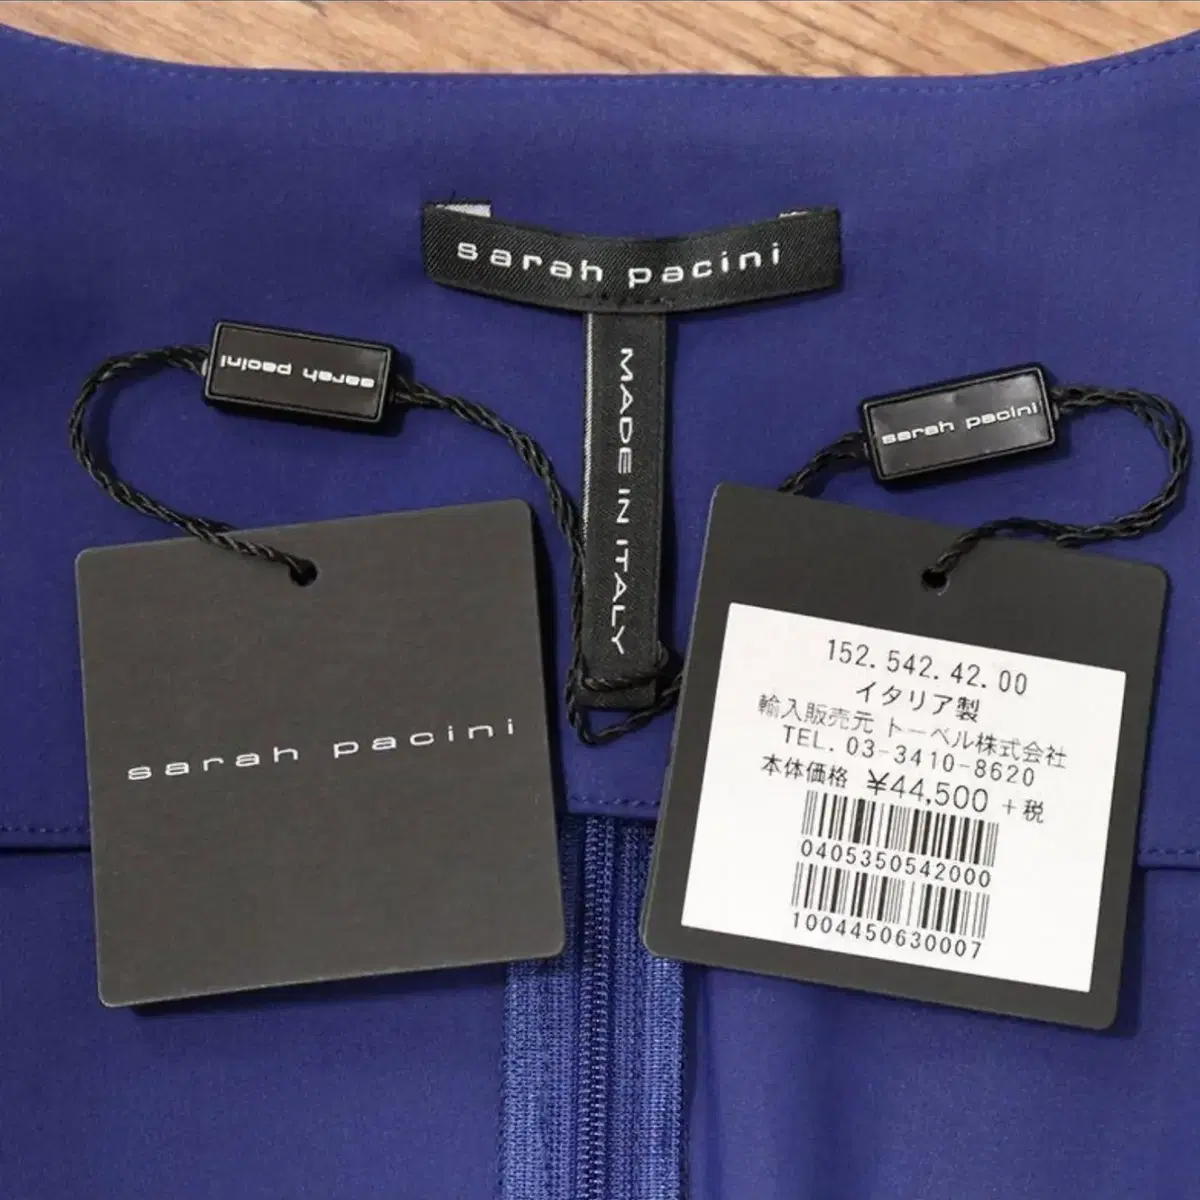 sarah pacini
MADE IN ITALY
sarah pacini
sarah pacini
sarah pacini
152.542.42.00
イタリア製
輸入販売元 トーベル株式会社
TEL. 03-3410-8620
本体価格 ¥44,500 +税
0405350542000
1004450630007